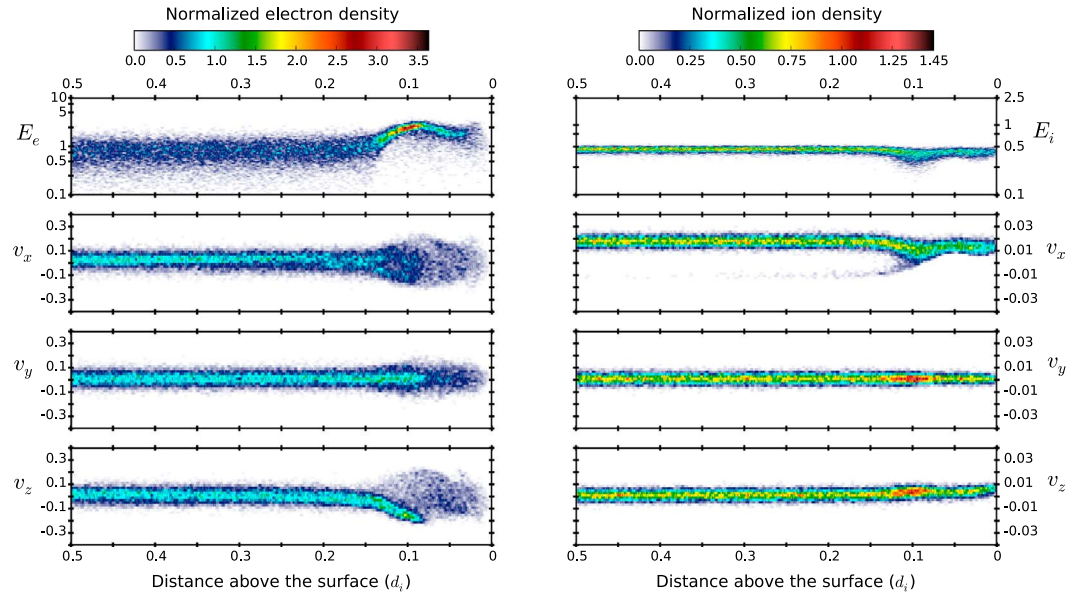 Normalized electron density Normalized ion density
0.0 0.5 1.0 1.5 2.0 2.5 3.0 3.5 0.0 0.25 0.50 0.75 1.00 1.25 1.45
0.5 0.4 0.3 0.2 0.1 0 0.5 0.4 0.3 0.2 0.1 0
10 2.5
5
E_e 1 E_i
1 0.5
0.5
0.1 0.1
0.3 0.03
v_x 0.1 0.01 v_x
-0.1 -0.01
-0.3 -0.03
0.3 0.03
v_y 0.1 0.01 v_y
-0.1 -0.01
-0.3 -0.03
0.3 0.03
v_z 0.1 0.01 v_z
-0.1 -0.01
-0.3 -0.03
0.5 0.4 0.3 0.2 0.1 0 0.5 0.4 0.3 0.2 0.1 0
Distance above the surface (d_i) Distance above the surface (d_i)